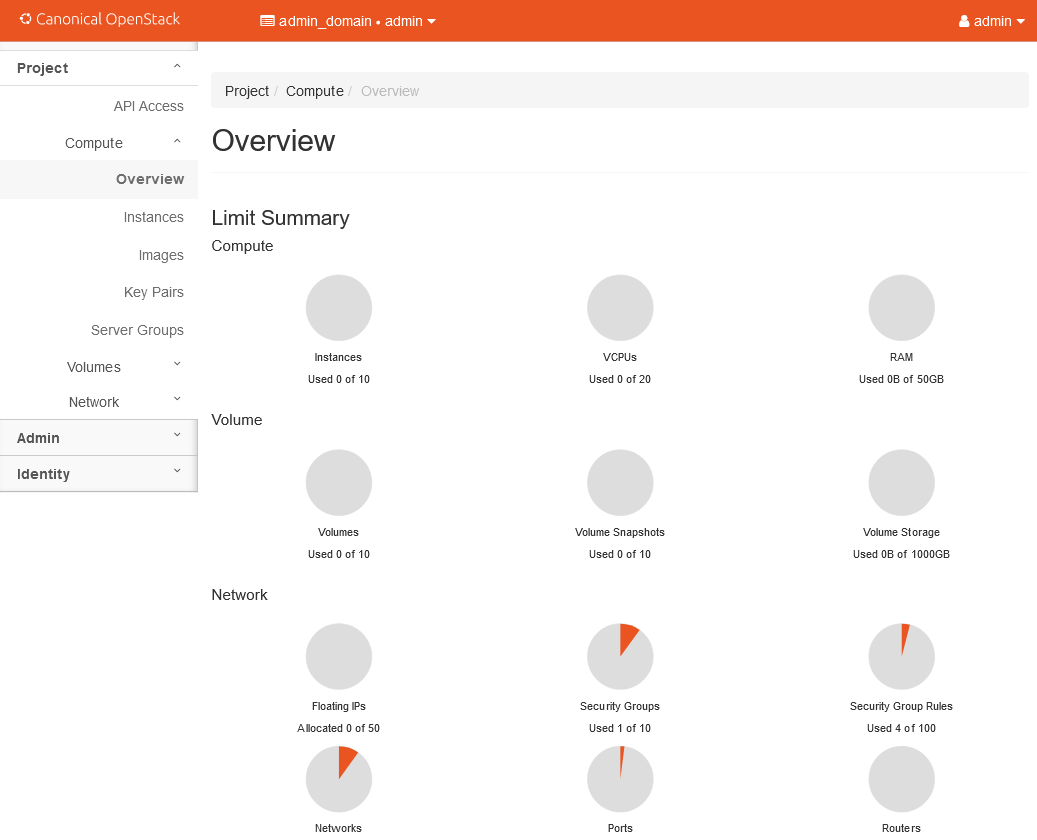 Canonical OpenStack
admin_domain • admin
admin
Project
API Access
Compute
Overview
Instances
Images
Key Pairs
Server Groups
Volumes
Network
Admin
Identity
Project / Compute / Overview
Overview
Limit Summary
Compute
Instances VCPUs RAM
Used 0 of 10 Used 0 of 20 Used 0B of 50GB
Volume
Volumes Volume Snapshots Volume Storage
Used 0 of 10 Used 0 of 10 Used 0B of 1000GB
Network
Floating IPs Security Groups Security Group Rules
Allocated 0 of 50 Used 1 of 10 Used 4 of 100
Networks Ports Routers